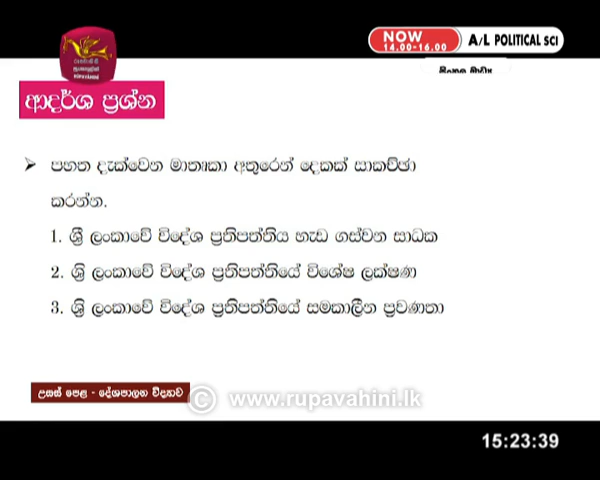 NOW
14.00-16.00
A/L POLITICAL SCI
සිංහල මාධ්‍ය
ආදර්ශ ප්‍රශ්න
➤ පහත දැක්වෙන මාතෘකා අතුරෙන් දෙකක් සාකච්ඡා
කරන්න.
1. ශ්‍රී ලංකාවේ විදේශ ප්‍රතිපත්තිය හැඩ ගස්වන සාධක
2. ශ්‍රි ලංකාවේ විදේශ ප්‍රතිපත්තියේ විශේෂ ලක්ෂණ
3. ශ්‍රි ලංකාවේ විදේශ ප්‍රතිපත්තියේ සමකාලීන ප්‍රවණතා
උසස් පෙළ - දේශපාලන විද්‍යාව
© www.rupavahini.lk
15:23:39